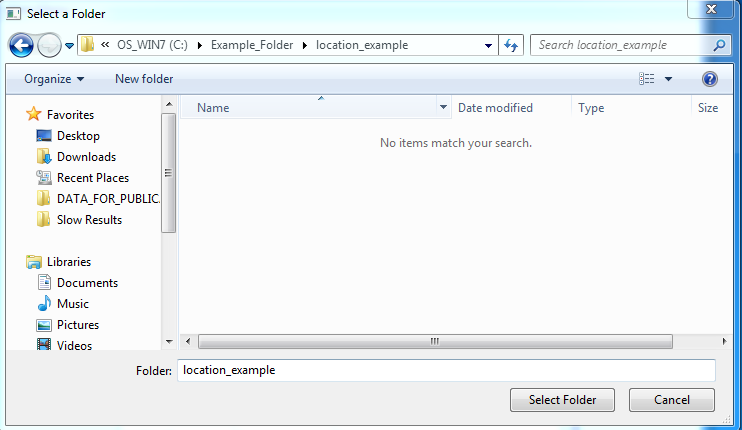 Select a Folder
« OS_WIN7 (C:) Example_Folder location_example Search location_example
Organize New folder
Name Date modified Type Size
No items match your search.
Favorites
Desktop
Downloads
Recent Places
DATA_FOR_PUBLIC
Slow Results
Libraries
Documents
Music
Pictures
Videos
Folder: location_example
Select Folder Cancel